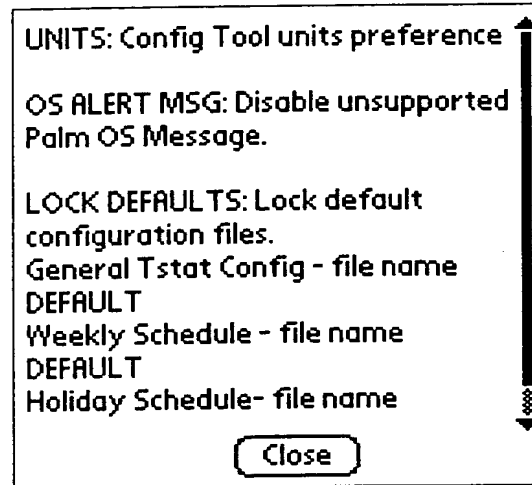 UNITS: Config Tool units preference
OS ALERT MSG: Disable unsupported
Palm OS Message.
LOCK DEFAULTS: Lock default
configuration files.
General Tstat Config - file name
DEFAULT
Weekly Schedule - file name
DEFAULT
Holiday Schedule- file name
Close